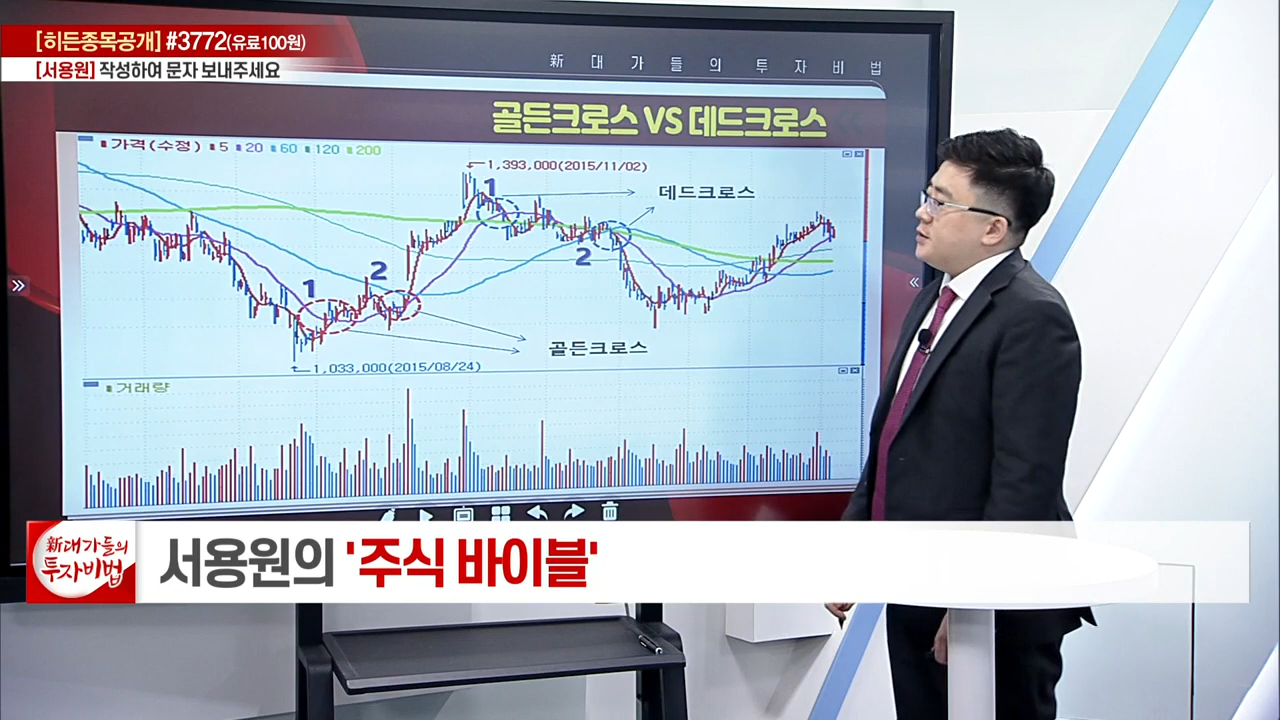 [히든종목공개] #3772(유료100원)
[서용원] 작성하여 문자 보내주세요
新 대 가 들 의 투 자 비 법
골든크로스 VS 데드크로스
가격(수정) 5 20 60 120 200
1,393,000(2015/11/02)
1
데드크로스
2
1
2
골든크로스
1,033,000(2015/08/24)
거래량
新대가들의
투자비법
서용원의 '주식 바이블'